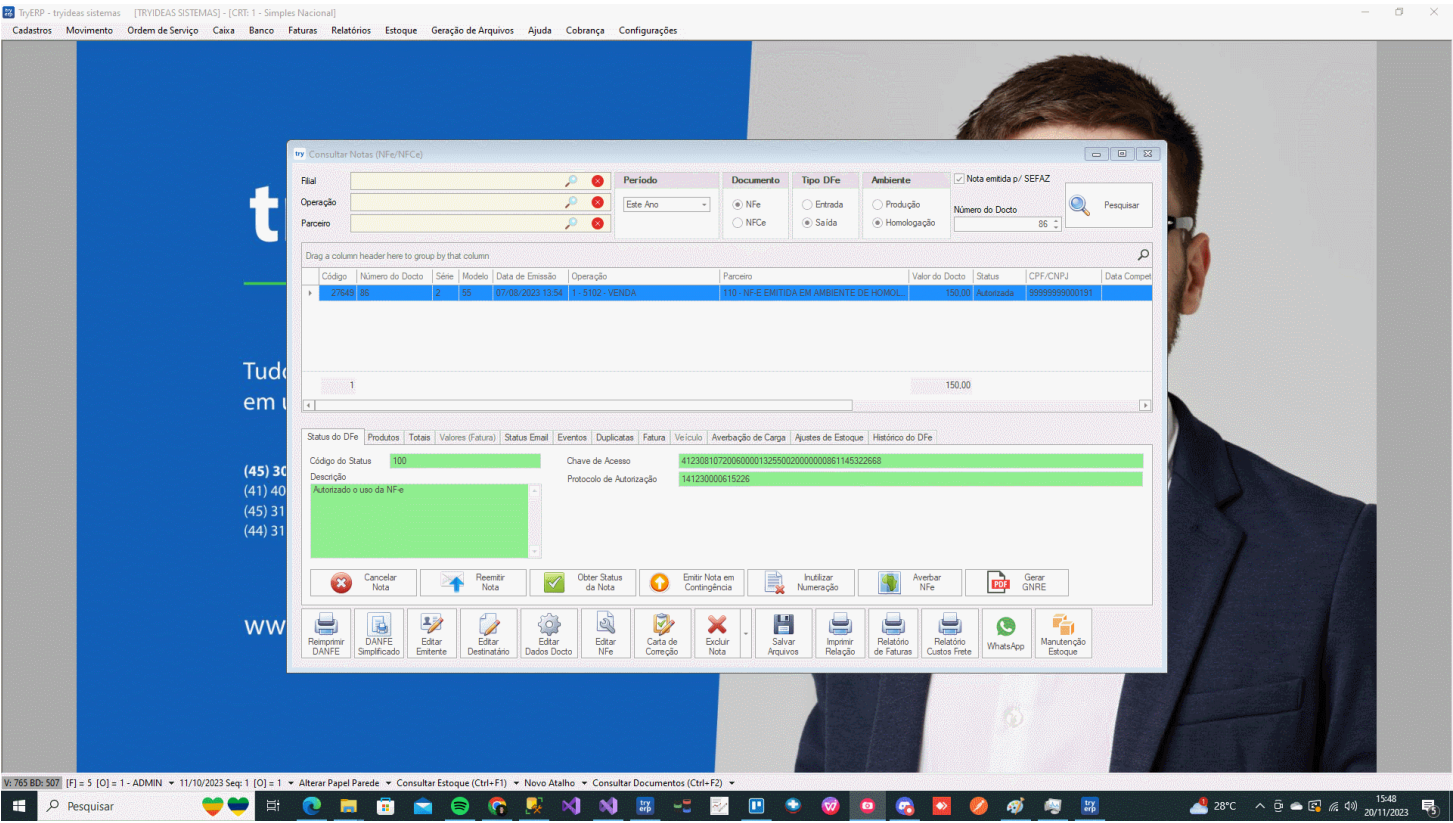 TryERP - tryideas sistemas [TRYIDEAS SISTEMAS] - [CRT: 1 - Simples Nacional]
Cadastros Movimento Ordem de Serviço Caixa Banco Faturas Relatórios Estoque Geração de Arquivos Ajuda Cobrança Configurações
try Consultar Notas (NFe/NFCe)
Filial
Operação
Parceiro
Período
Este Ano
Documento
NFe
NFCe
Tipo DFe
Entrada
Saída
Ambiente
Produção
Homologação
Nota emitida p/ SEFAZ
Número do Docto
86
Pesquisar
Drag a column header here to group by that column
Código Número do Docto Série Modelo Data de Emissão Operação Parceiro Valor do Docto Status CPF/CNPJ Data Compet
27649 86 2 55 07/08/2023 13:54 1 - 5102 - VENDA 110 - NF-E EMITIDA EM AMBIENTE DE HOMOL... 150,00 Autorizada 99999999000191
1 150,00
Status do DFe Produtos Totais Valores (Fatura) Status Email Eventos Duplicatas Fatura Veículo Averbação de Carga Ajustes de Estoque Histórico do DFe
Código do Status 100 Chave de Acesso 41230810720060000132550020000000861145322668
Descrição Protocolo de Autorização 141230000615226
Autorizado o uso da NF-e
Cancelar Nota
Reemitir Nota
Obter Status da Nota
Emitir Nota em Contingência
Inutilizar Numeração
Averbar NFe
PDF Gerar GNRE
Reimprimir DANFE
DANFE Simplificado
Editar Emitente
Editar Destinatário
Editar Dados Docto
Editar NFe
Carta de Correção
Excluir Nota
Salvar Arquivos
Imprimir Relação
Relatório de Faturas
Relatório Custos Frete
WhatsApp
Manutenção Estoque
(45) 30
(41) 40
(45) 31
(44) 31
V: 765 BD: 507 [F] = 5 [O] = 1 - ADMIN 11/10/2023 Seq: 1 [O] = 1 Alterar Papel Parede Consultar Estoque (Ctrl+F1) Novo Atalho Consultar Documentos (Ctrl+F2)
Pesquisar
try erp
try erp
28°C
15:48
20/11/2023
5